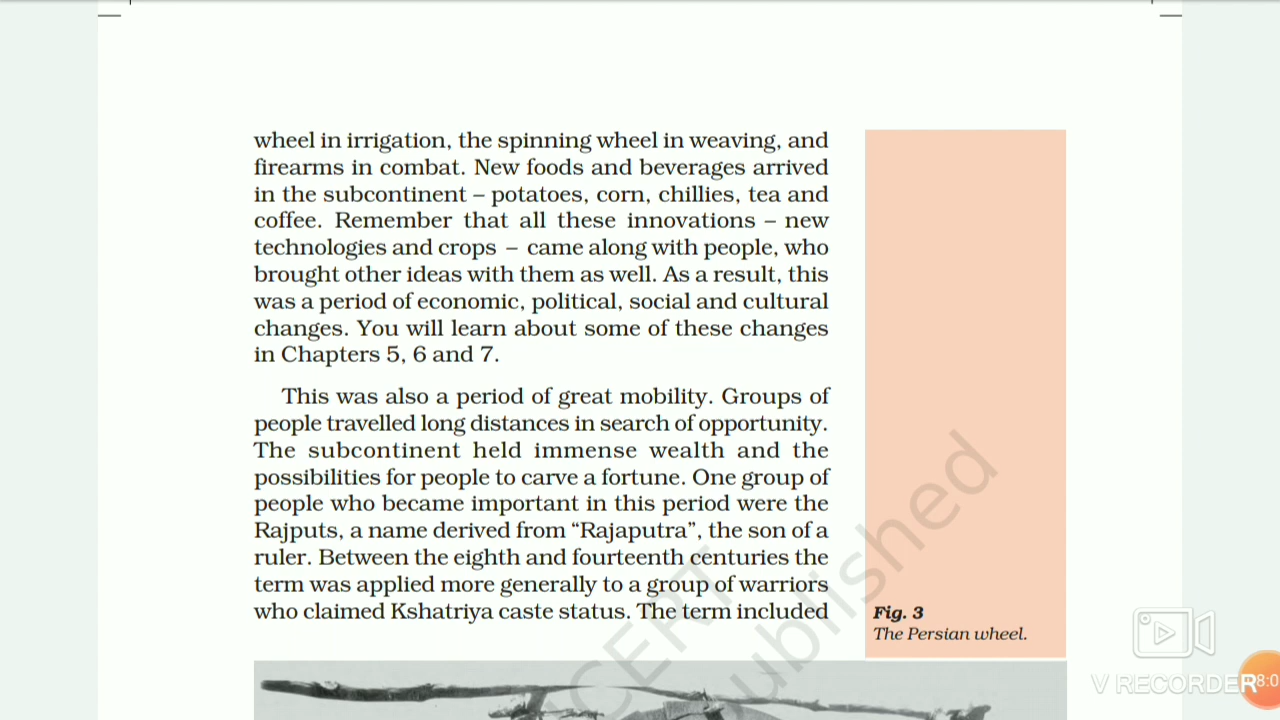 wheel in irrigation, the spinning wheel in weaving, and
firearms in combat. New foods and beverages arrived
in the subcontinent – potatoes, corn, chillies, tea and
coffee. Remember that all these innovations – new
technologies and crops – came along with people, who
brought other ideas with them as well. As a result, this
was a period of economic, political, social and cultural
changes. You will learn about some of these changes
in Chapters 5, 6 and 7.
This was also a period of great mobility. Groups of
people travelled long distances in search of opportunity.
The subcontinent held immense wealth and the
possibilities for people to carve a fortune. One group of
people who became important in this period were the
Rajputs, a name derived from “Rajaputra”, the son of a
ruler. Between the eighth and fourteenth centuries the
term was applied more generally to a group of warriors
who claimed Kshatriya caste status. The term included
Fig. 3
The Persian wheel.
V RECORDER